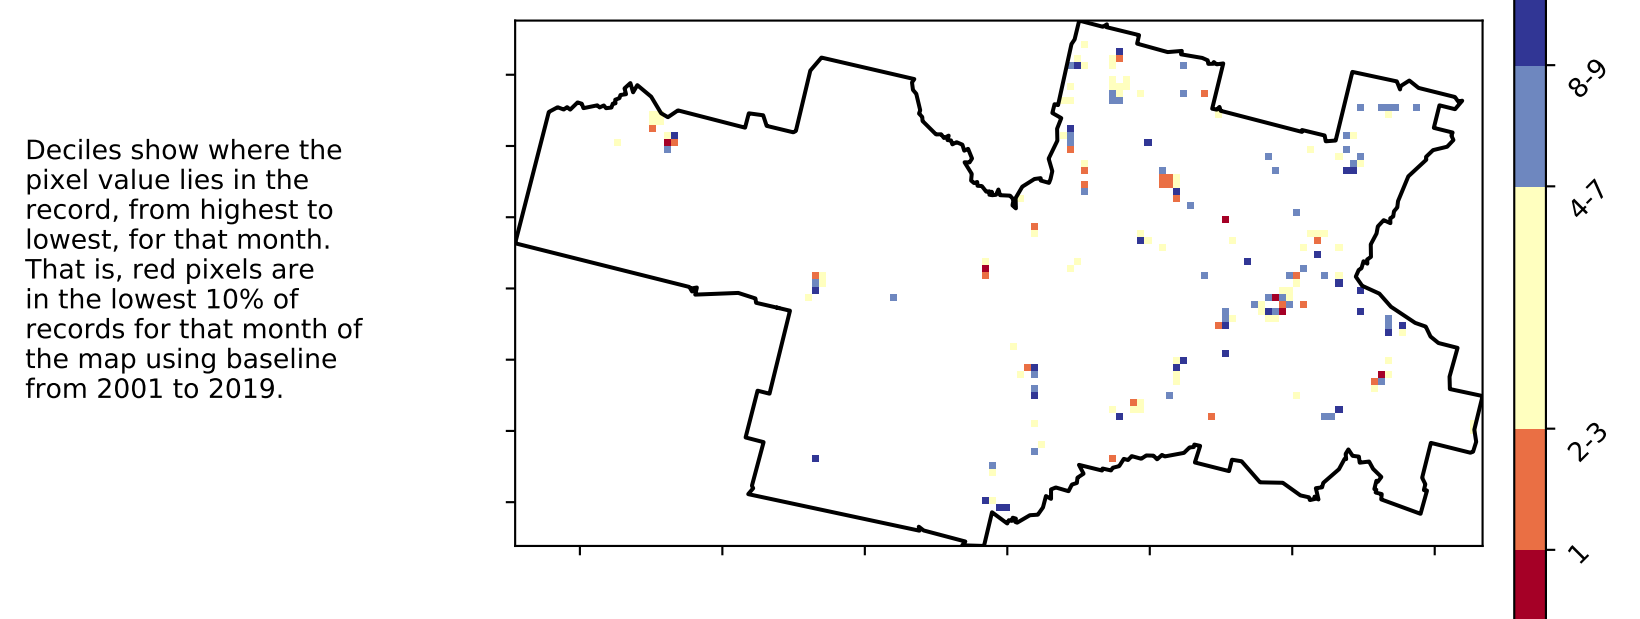 Deciles show where the
pixel value lies in the
record, from highest to
lowest, for that month.
That is, red pixels are
in the lowest 10% of
records for that month of
the map using baseline
from 2001 to 2019.
8-9
4-7
2-3
1